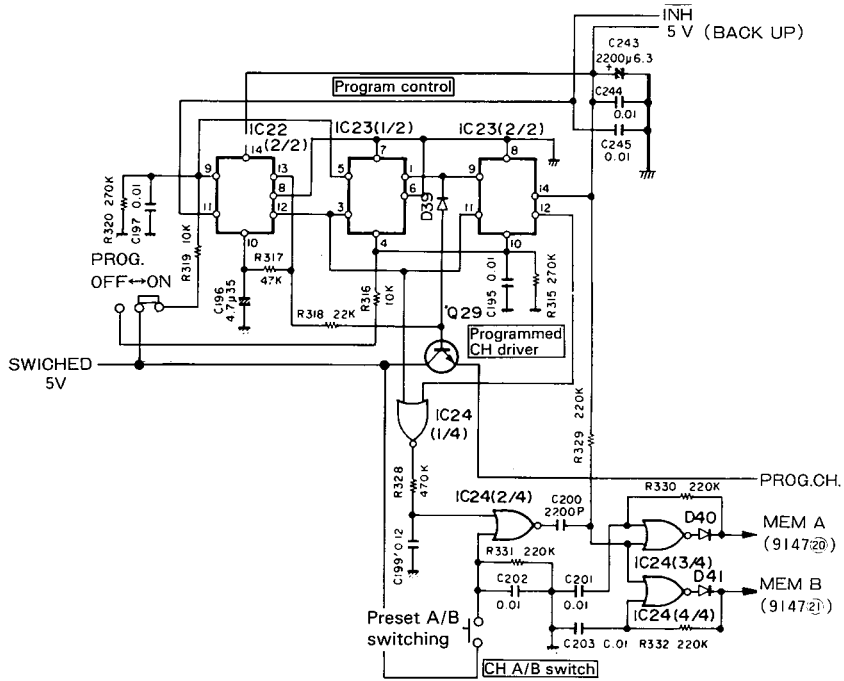 INH
5 V (BACK UP)
C243
2200μ6.3
+
C244
0.01
C245
0.01
Program control
IC22
(2/2)
IC23(1/2)
IC23(2/2)
14
9
13
8
11
12
10
7
5
1
6
3
4
8
9
14
11
12
10
D39
R320 270K
C197 0.01
R319 10K
PROG.
OFF↔ON
R317
47K
C196
4.7μ35
R318 22K
R316
10K
Q29
C195 0.01
R315 270K
Programmed
CH driver
SWICHED
5V
IC24
(1/4)
R329 220K
R328
470K
PROG.CH.
IC24(2/4)
C200
2200P
R330 220K
D40
MEM A
(9147⑳)
C199 0.12
R331 220K
IC24(3/4)
D41
C202
0.01
C201
0.01
MEM B
(9147㉑)
Preset A/B
switching
IC24(4/4)
C203 0.01
R332 220K
CH A/B switch